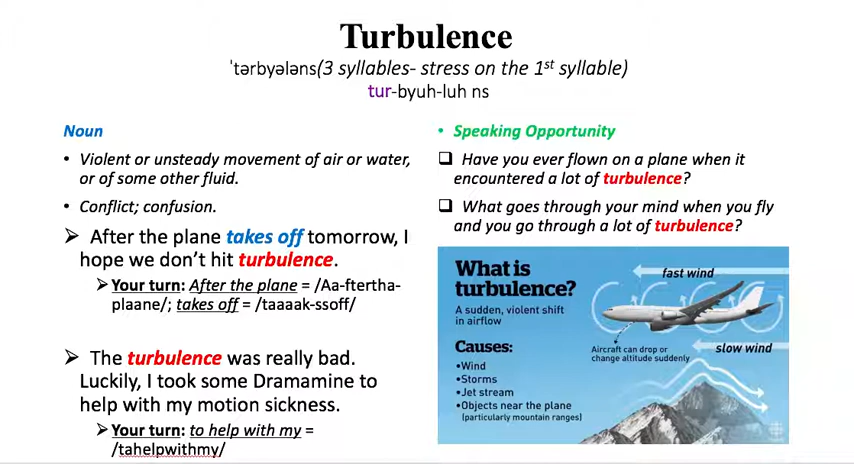 Turbulence
ˈtərbyələns(3 syllables- stress on the 1st syllable)
tur-byuh-luh ns
Noun
• Violent or unsteady movement of air or water,
or of some other fluid.
• Conflict; confusion.
➢ After the plane takes off tomorrow, I
hope we don't hit turbulence.
➢ Your turn: After the plane = /Aa-ftertha-
plaane/; takes off = /taaaak-ssoff/
➢ The turbulence was really bad.
Luckily, I took some Dramamine to
help with my motion sickness.
➢ Your turn: to help with my =
/tahelpwithmy/
• Speaking Opportunity
❑ Have you ever flown on a plane when it
encountered a lot of turbulence?
❑ What goes through your mind when you fly
and you go through a lot of turbulence?
What is
turbulence?
A sudden, violent shift
in airflow
Causes:
•Wind
•Storms
•Jet stream
•Objects near the plane
(particularly mountain ranges)
fast wind
Aircraft can drop or
change altitude suddenly
slow wind